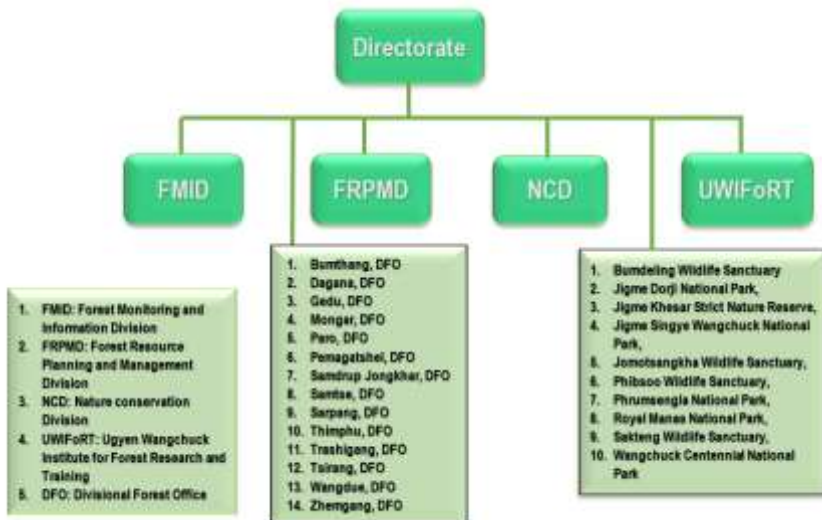 Directorate
FMID
FRPMD
NCD
UWIFoRT
1. FMID: Forest Monitoring and
Information Division
2. FRPMD: Forest Resource
Planning and Management
Division
3. NCD: Nature conservation
Division
4. UWIFoRT: Ugyen Wangchuck
Institute for Forest Research and
Training
5. DFO: Divisional Forest Office
1. Bumthang, DFO
2. Dagana, DFO
3. Gedu, DFO
4. Mongar, DFO
5. Paro, DFO
6. Pemagatshel, DFO
7. Samdrup Jongkhar, DFO
8. Samtse, DFO
9. Sarpang, DFO
10. Thimphu, DFO
11. Trashigang, DFO
12. Tsirang, DFO
13. Wangdue, DFO
14. Zhemgang, DFO
1. Bumdeling Wildlife Sanctuary
2. Jigme Dorji National Park,
3. Jigme Khesar Strict Nature Reserve,
4. Jigme Singye Wangchuck National
Park,
5. Jomotsangkha Wildlife Sanctuary,
6. Phibsoo Wildlife Sanctuary,
7. Phrumsengla National Park,
8. Royal Manas National Park,
9. Sakteng Wildlife Sanctuary,
10. Wangchuck Centennial National
Park